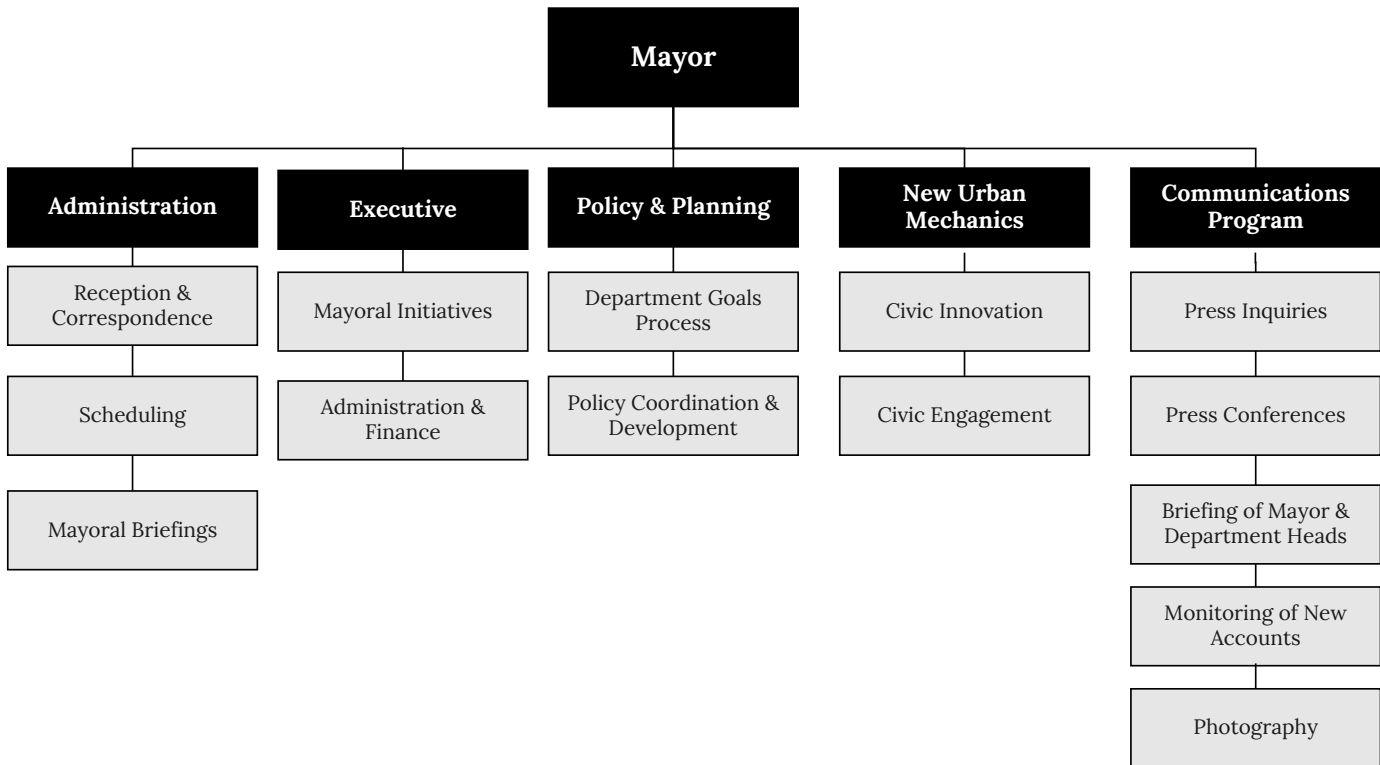 Mayor
Administration
Executive
Policy & Planning
New Urban
Mechanics
Communications
Program
Reception &
Correspondence
Scheduling
Mayoral Briefings
Mayoral Initiatives
Administration &
Finance
Department Goals
Process
Policy Coordination &
Development
Civic Innovation
Civic Engagement
Press Inquiries
Press Conferences
Briefing of Mayor &
Department Heads
Monitoring of New
Accounts
Photography